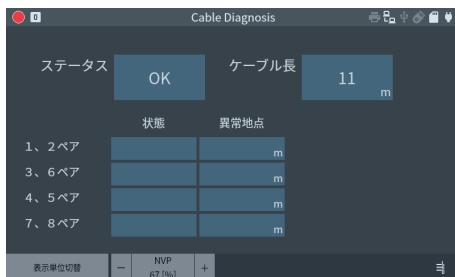 0 Cable Diagnosis
ステータス OK ケーブル長 11 m
状態 異常地点
1、2ペア m
3、6ペア m
4、5ペア m
7、8ペア m
表示単位切替 − NVP +
67 [%]